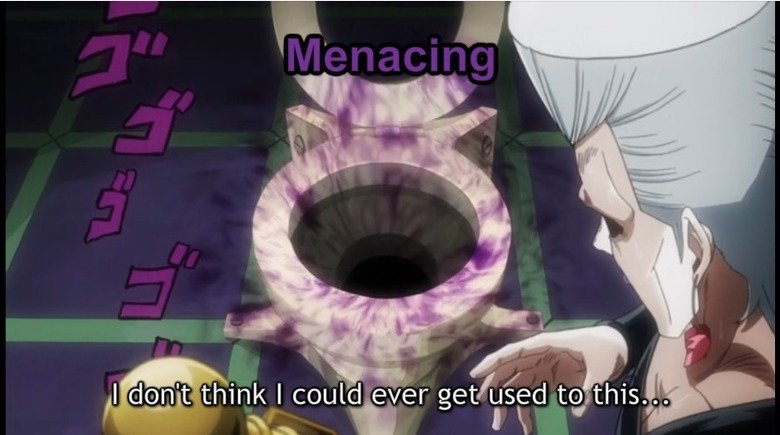 Menacing
ゴ
ゴ
ゴ
ゴ
I don't think I could ever get used to this...